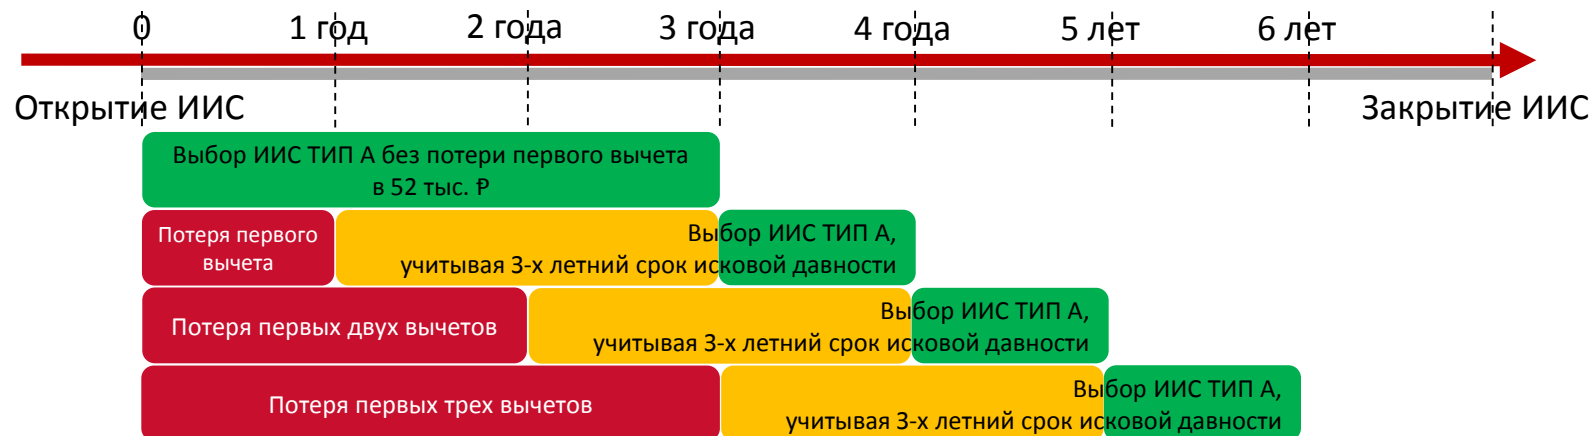 0 1 год 2 года 3 года 4 года 5 лет 6 лет
Открытие ИИС Закрытие ИИС
Выбор ИИС ТИП А без потери первого вычета
в 52 тыс. ₽
Потеря первого
вычета
Выбор ИИС ТИП А,
учитывая 3-х летний срок исковой давности
Потеря первых двух вычетов
Выбор ИИС ТИП А,
учитывая 3-х летний срок исковой давности
Потеря первых трех вычетов
Выбор ИИС ТИП А,
учитывая 3-х летний срок исковой давности